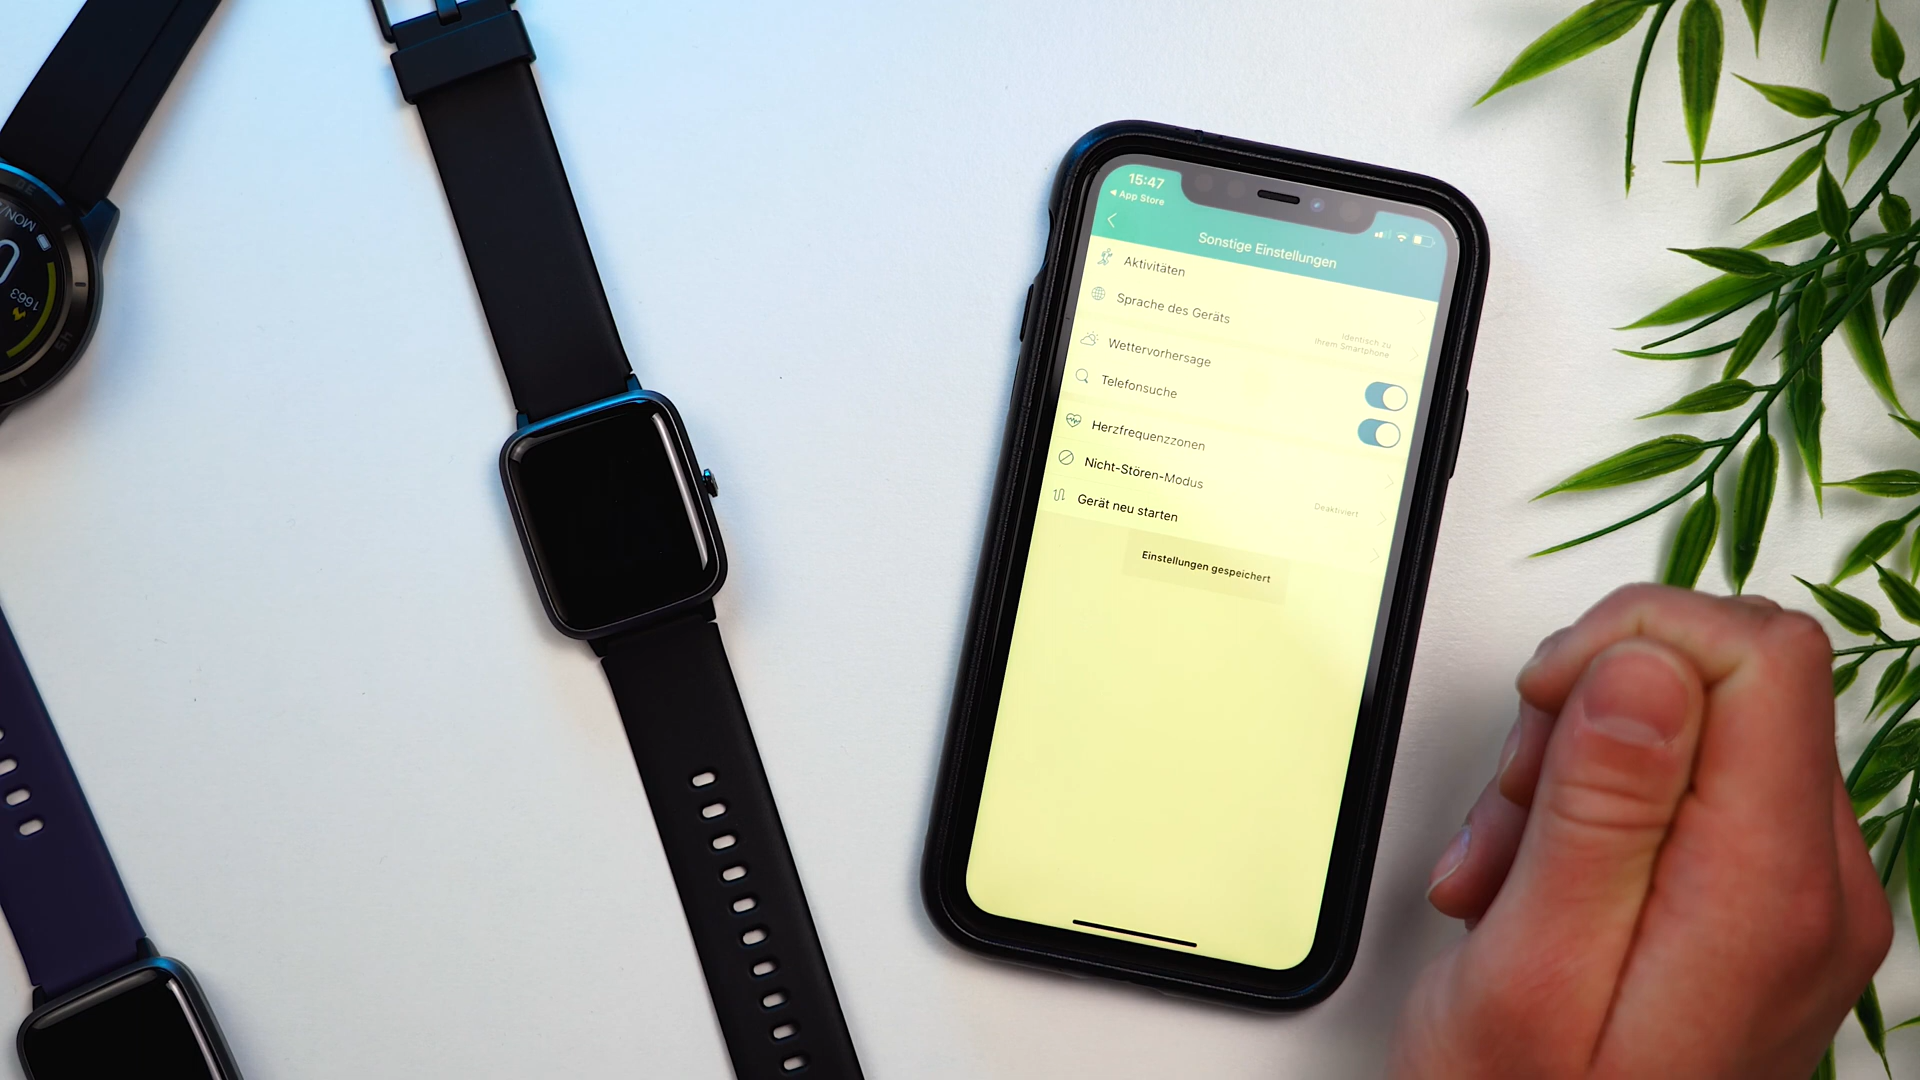 15:47
App Store
Sonstige Einstellungen
Aktivitäten
Sprache des Geräts
Identisch zu
Ihrem Smartphone
Wettervorhersage
Telefonsuche
Herzfrequenzzonen
Nicht-Stören-Modus
Deaktiviert
Gerät neu starten
Einstellungen gespeichert
MON
1663